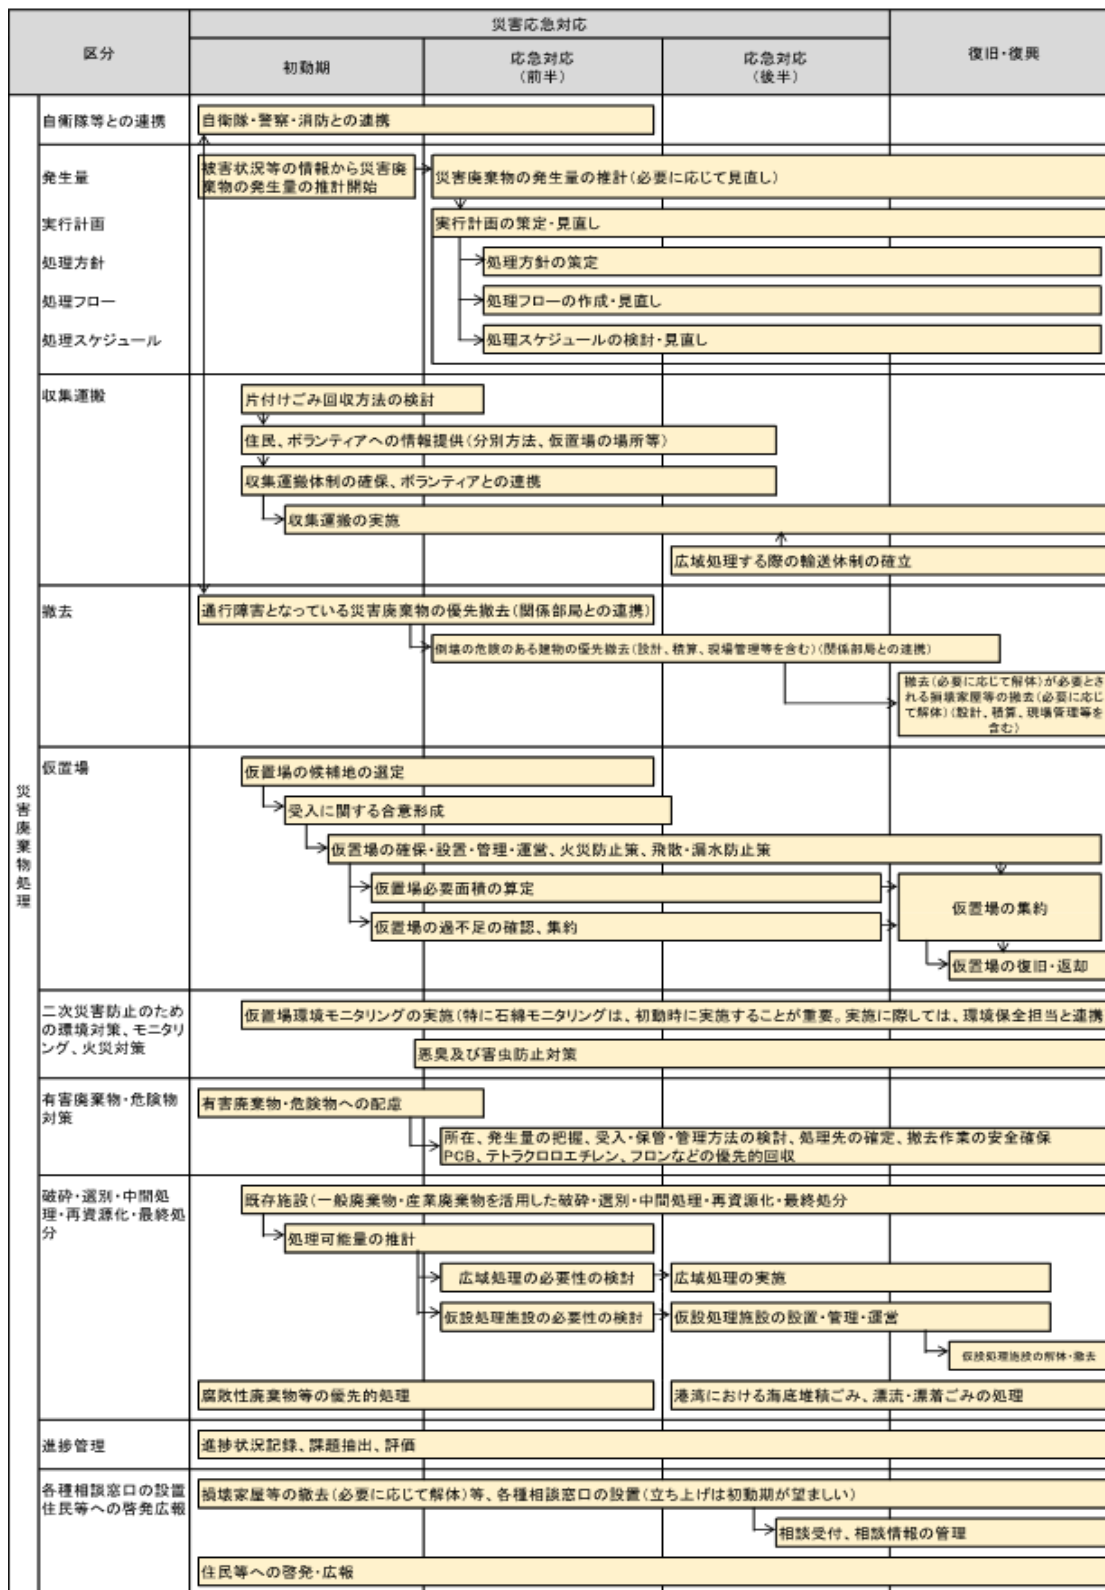 区分
災害応急対応
復旧・復興
初動期
応急対応
(前半)
応急対応
(後半)
災害廃棄物処理
自衛隊等との連携
自衛隊・警察・消防との連携
発生量
被害状況等の情報から災害廃
棄物の発生量の推計開始
災害廃棄物の発生量の推計(必要に応じて見直し)
実行計画
実行計画の策定・見直し
処理方針
処理方針の策定
処理フロー
処理フローの作成・見直し
処理スケジュール
処理スケジュールの検討・見直し
収集運搬
片付けごみ回収方法の検討
住民、ボランティアへの情報提供(分別方法、仮置場の場所等)
収集運搬体制の確保、ボランティアとの連携
収集運搬の実施
広域処理する際の輸送体制の確立
撤去
通行障害となっている災害廃棄物の優先撤去(関係部局との連携)
倒壊の危険のある建物の優先撤去(設計、積算、現場管理等を含む)(関係部局との連携)
撤去(必要に応じて解体)が必要とさ
れる損壊家屋等の撤去(必要に応じ
て解体)(設計、積算、現場管理等を
含む)
仮置場
仮置場の候補地の選定
受入に関する合意形成
仮置場の確保・設置・管理・運営、火災防止策、飛散・漏水防止策
仮置場必要面積の算定
仮置場の過不足の確認、集約
仮置場の集約
仮置場の復旧・返却
二次災害防止のため
の環境対策、モニタリ
ング、火災対策
仮置場環境モニタリングの実施(特に石綿モニタリングは、初動時に実施することが重要。実施に際しては、環境保全担当と連携
悪臭及び害虫防止対策
有害廃棄物・危険物
対策
有害廃棄物・危険物への配慮
所在、発生量の把握、受入・保管・管理方法の検討、処理先の確定、撤去作業の安全確保
PCB、テトラクロロエチレン、フロンなどの優先的回収
破砕・選別・中間処
理・再資源化・最終処
分
既存施設(一般廃棄物・産業廃棄物を活用した破砕・選別・中間処理・再資源化・最終処分
処理可能量の推計
広域処理の必要性の検討
広域処理の実施
仮設処理施設の必要性の検討
仮設処理施設の設置・管理・運営
仮設処理施設の解体・撤去
腐敗性廃棄物等の優先的処理
港湾における海底堆積ごみ、漂流・漂着ごみの処理
進捗管理
進捗状況記録、課題抽出、評価
各種相談窓口の設置
住民等への啓発広報
損壊家屋等の撤去(必要に応じて解体)等、各種相談窓口の設置(立ち上げは初動期が望ましい)
相談受付、相談情報の管理
住民等への啓発・広報